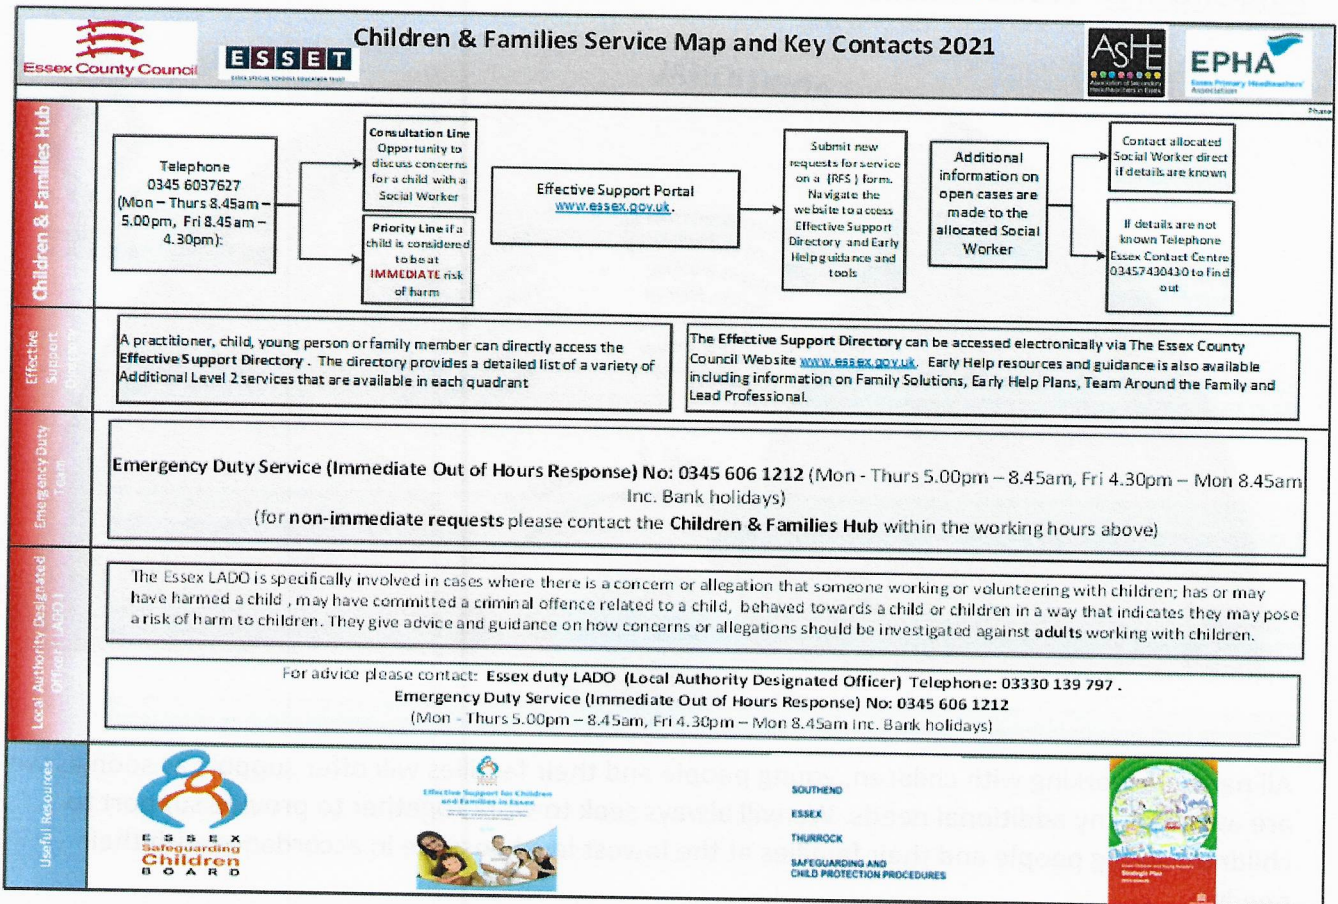 Children & Families Service Map and Key Contacts 2021
Essex County Council
ESSET
ESSEX SPECIAL SCHOOLS EDUCATION TRUST
ASHE
Association of Secondary
Headteachers in Essex
EPHA
Essex Primary Headteachers'
Association
Phase
Children & Families Hub
Telephone
0345 6037627
(Mon – Thurs 8.45am –
5.00pm, Fri 8.45am –
4.30pm):
Consultation Line
Opportunity to
discuss concerns
for a child with a
Social Worker
Priority Line if a
child is considered
to be at
IMMEDIATE risk
of harm
Effective Support Portal
www.essex.gov.uk.
Submit new
requests for service
on a (RFS ) form.
Navigate the
website to access
Effective Support
Directory and Early
Help guidance and
tools
Additional
information on
open cases are
made to the
allocated Social
Worker
Contact allocated
Social Worker direct
if details are known
If details are not
known Telephone
Essex Contact Centre
03457430430 to find
out
Effective
Support
Directory
A practitioner, child, young person or family member can directly access the
Effective Support Directory . The directory provides a detailed list of a variety of
Additional Level 2 services that are available in each quadrant
The Effective Support Directory can be accessed electronically via The Essex County
Council Website www.essex.gov.uk. Early Help resources and guidance is also available
including information on Family Solutions, Early Help Plans, Team Around the Family and
Lead Professional.
Emergency Duty
Team
Emergency Duty Service (Immediate Out of Hours Response) No: 0345 606 1212 (Mon - Thurs 5.00pm – 8.45am, Fri 4.30pm – Mon 8.45am
Inc. Bank holidays)
(for non-immediate requests please contact the Children & Families Hub within the working hours above)
Local Authority Designated
Officer ( LADO )
The Essex LADO is specifically involved in cases where there is a concern or allegation that someone working or volunteering with children; has or may
have harmed a child , may have committed a criminal offence related to a child, behaved towards a child or children in a way that indicates they may pose
a risk of harm to children. They give advice and guidance on how concerns or allegations should be investigated against adults working with children.
For advice please contact: Essex duty LADO (Local Authority Designated Officer) Telephone: 03330 139 797 .
Emergency Duty Service (Immediate Out of Hours Response) No: 0345 606 1212
(Mon - Thurs 5.00pm – 8.45am, Fri 4.30pm – Mon 8.45am Inc. Bank holidays)
Useful Resources
ESSEX
Safeguarding
Children
BOARD
Effective Support for Children
and Families in Essex
SOUTHEND
ESSEX
THURROCK
SAFEGUARDING AND
CHILD PROTECTION PROCEDURES
Strategic Plan